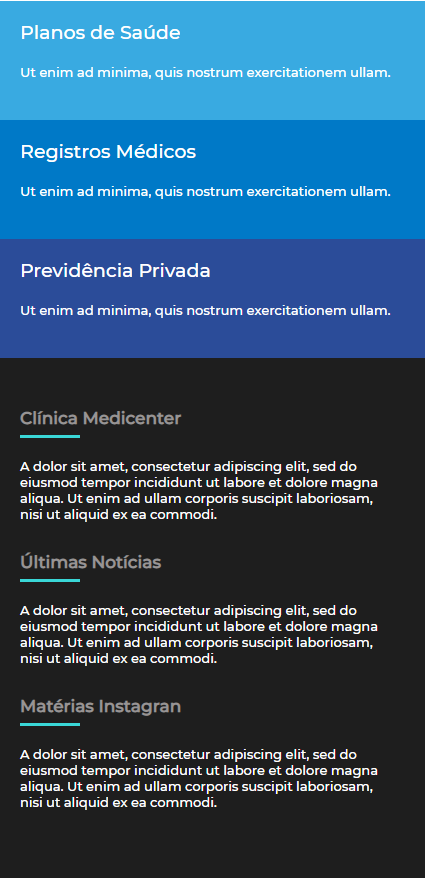 Planos de Saúde
Ut enim ad minima, quis nostrum exercitationem ullam.
Registros Médicos
Ut enim ad minima, quis nostrum exercitationem ullam.
Previdência Privada
Ut enim ad minima, quis nostrum exercitationem ullam.
Clínica Medicenter
A dolor sit amet, consectetur adipiscing elit, sed do
eiusmod tempor incididunt ut labore et dolore magna
aliqua. Ut enim ad ullam corporis suscipit laboriosam,
nisi ut aliquid ex ea commodi.
Últimas Notícias
A dolor sit amet, consectetur adipiscing elit, sed do
eiusmod tempor incididunt ut labore et dolore magna
aliqua. Ut enim ad ullam corporis suscipit laboriosam,
nisi ut aliquid ex ea commodi.
Matérias Instagran
A dolor sit amet, consectetur adipiscing elit, sed do
eiusmod tempor incididunt ut labore et dolore magna
aliqua. Ut enim ad ullam corporis suscipit laboriosam,
nisi ut aliquid ex ea commodi.